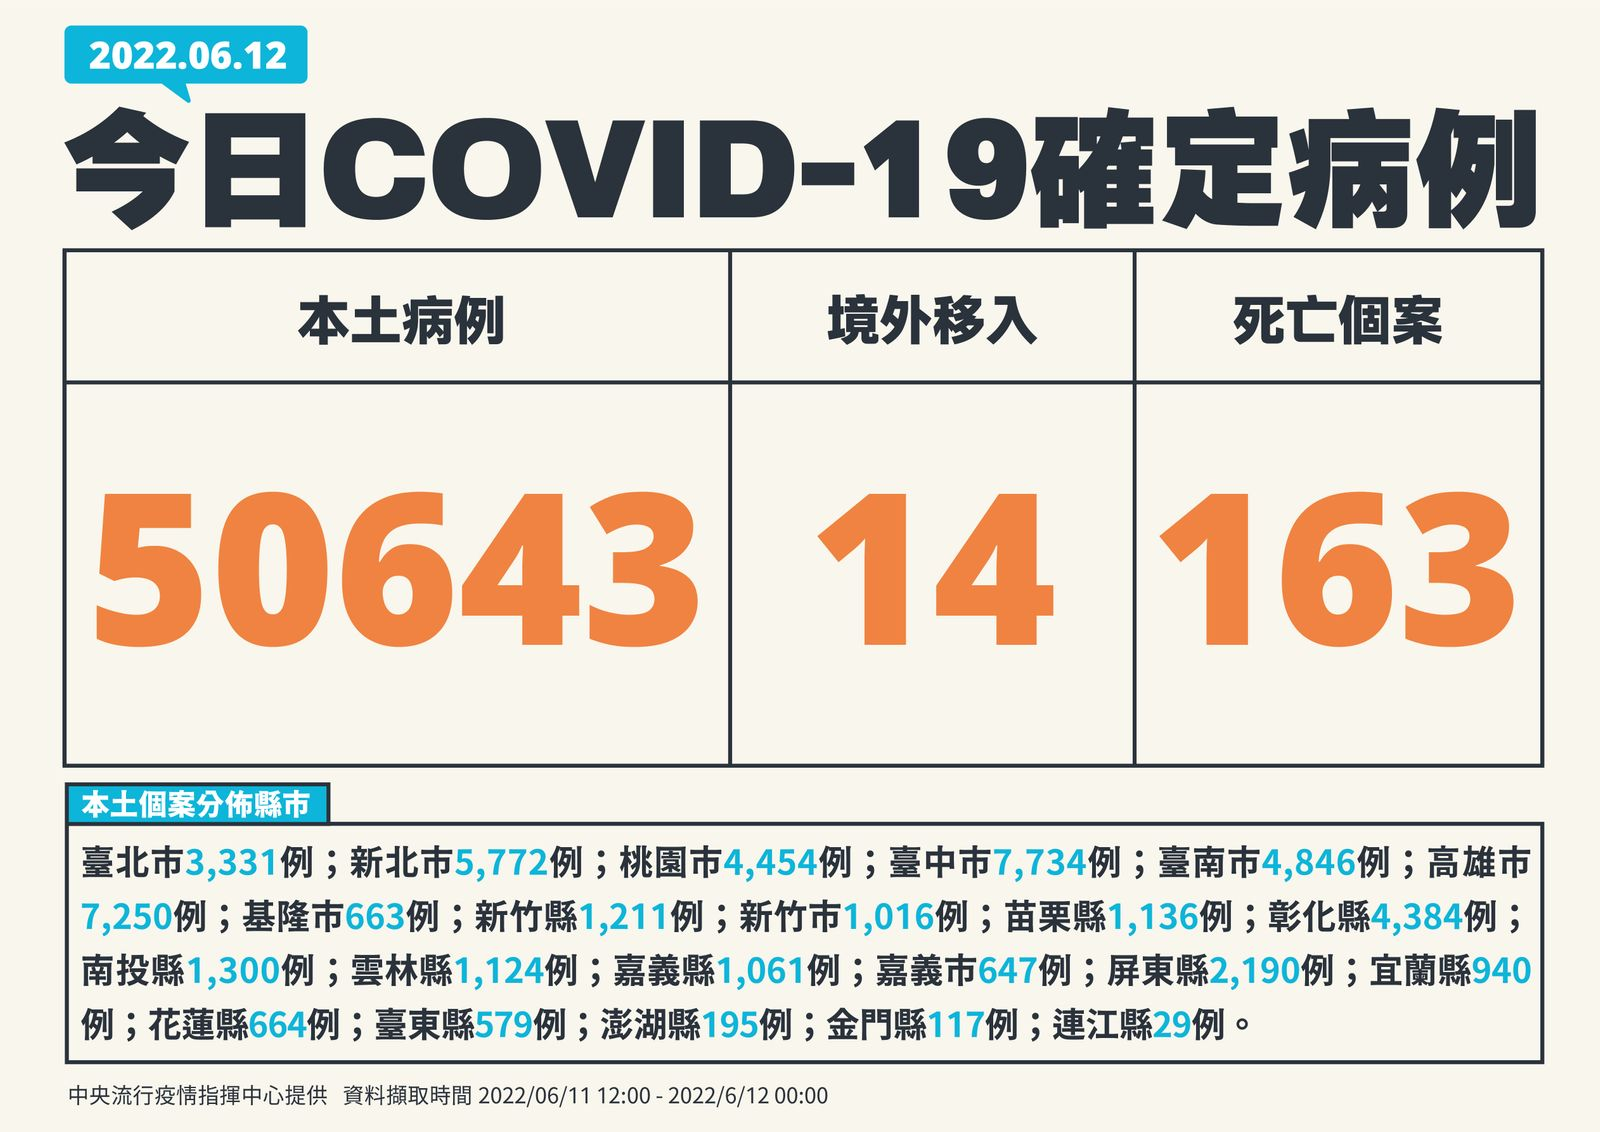 2022.06.12
今日COVID-19確定病例
本土病例
境外移入
死亡個案
50643
14
163
本土個案分佈縣市
臺北市3,331例；新北市5,772例；桃園市4,454例；臺中市7,734例；臺南市4,846例；高雄市
7,250例；基隆市663例；新竹縣1,211例；新竹市1,016例；苗栗縣1,136例；彰化縣4,384例；
南投縣1,300例；雲林縣1,124例；嘉義縣1,061例；嘉義市647例；屏東縣2,190例；宜蘭縣940
例；花蓮縣664例；臺東縣579例；澎湖縣195例；金門縣117例；連江縣29例。
中央流行疫情指揮中心提供 資料擷取時間 2022/06/11 12:00 - 2022/6/12 00:00